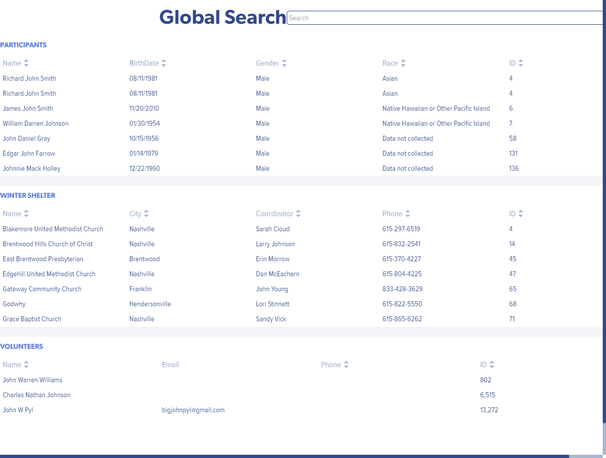 Global Search
Search
PARTICIPANTS
Name BirthDate Gender Race ID
Richard John Smith 08/11/1981 Male Asian 4
Richard John Smith 08/11/1981 Male Asian 4
James John Smith 11/20/2010 Male Native Hawaiian or Other Pacific Island 6
William Darren Johnson 01/30/1954 Male Native Hawaiian or Other Pacific Island 7
John Daniel Gray 10/15/1956 Male Data not collected 58
Edgar John Farrow 01/14/1979 Male Data not collected 131
Johnnie Mack Holley 12/22/1960 Male Data not collected 136
WINTER SHELTER
Name City Coordinator Phone ID
Blakemore United Methodist Church Nashville Sarah Cloud 615-297-6519 4
Brentwood Hills Church of Christ Nashville Larry Johnson 615-832-2541 14
East Brentwood Presbyterian Brentwood Erin Morrow 615-370-4227 45
Edgehill United Methodist Church Nashville Dan McEachern 615-804-4225 47
Gateway Community Church Franklin John Young 833-428-3629 65
Godwhy Hendersonville Lori Stinnett 615-822-5550 68
Grace Baptist Church Nashville Sandy Vick 615-865-6262 71
VOLUNTEERS
Name Email Phone ID
John Warren Williams 802
Charles Nathan Johnson 6,515
John W Pyl bigjohnpyl@gmail.com 13,272